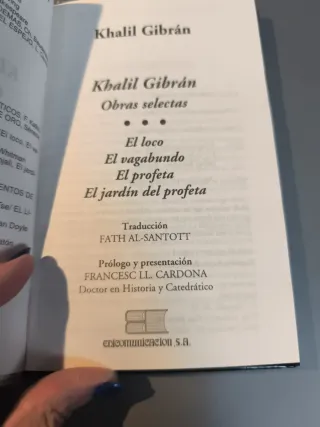 Khalil Gibrán
Khalil Gibrán
Obras selectas
• • •
El loco
El vagabundo
El profeta
El jardín del profeta
Traducción
FATH AL-SANTOTT
Prólogo y presentación
FRANCESC LL. CARDONA
Doctor en Historia y Catedrático
edicomunicación s.a.